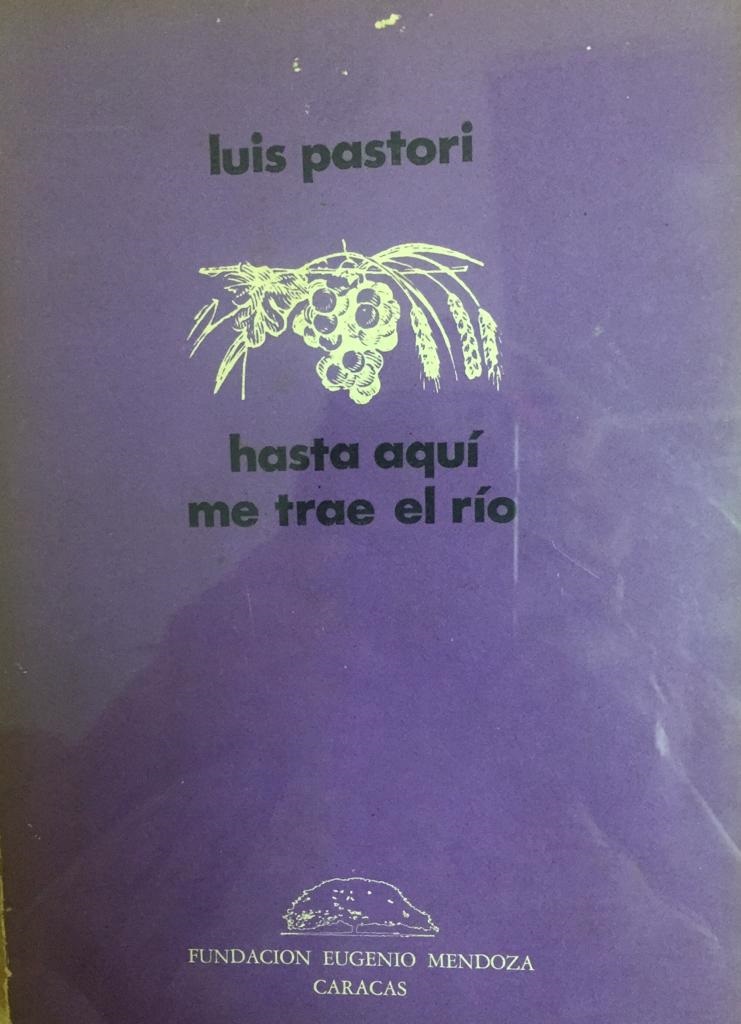 luis pastori
hasta aquí
me trae el río
FUNDACION EUGENIO MENDOZA
CARACAS